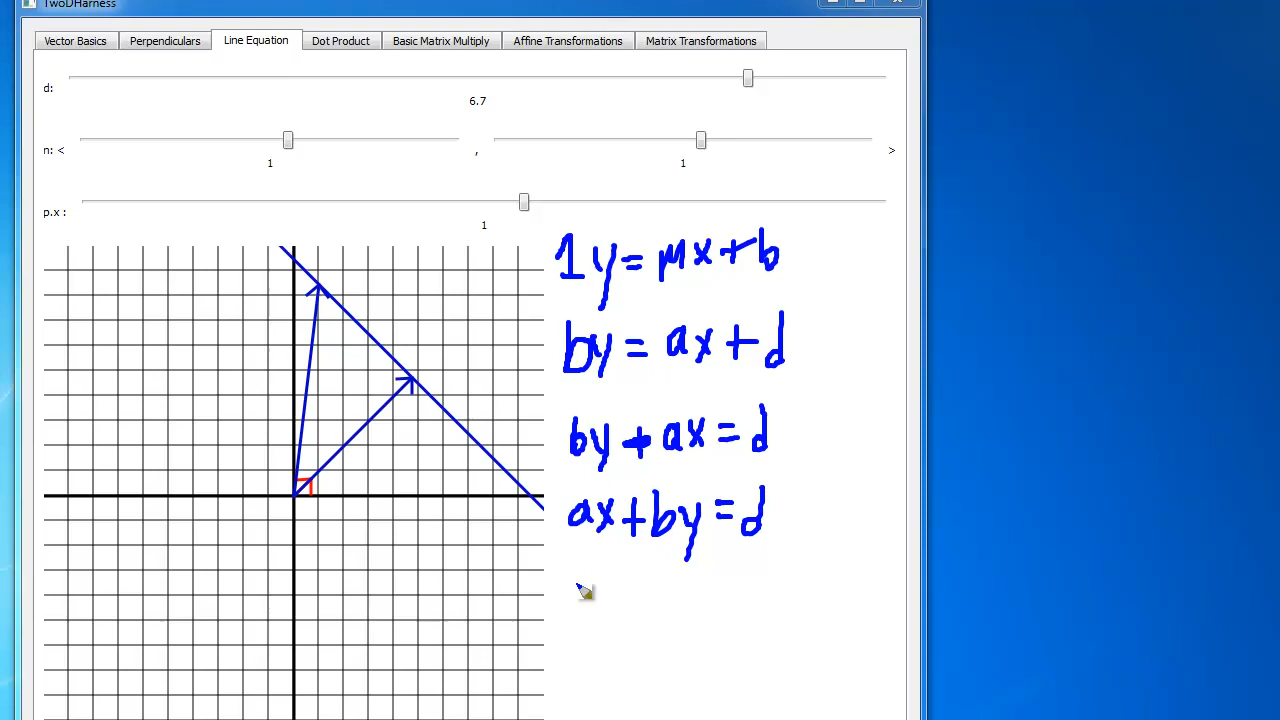 TwoDHarness
Vector Basics Perpendiculars Line Equation Dot Product Basic Matrix Multiply Affine Transformations Matrix Transformations
d:
6.7
n: < , >
1 1
p.x :
1
1y=mx+b
by=ax+d
by+ax=d
ax+by=d